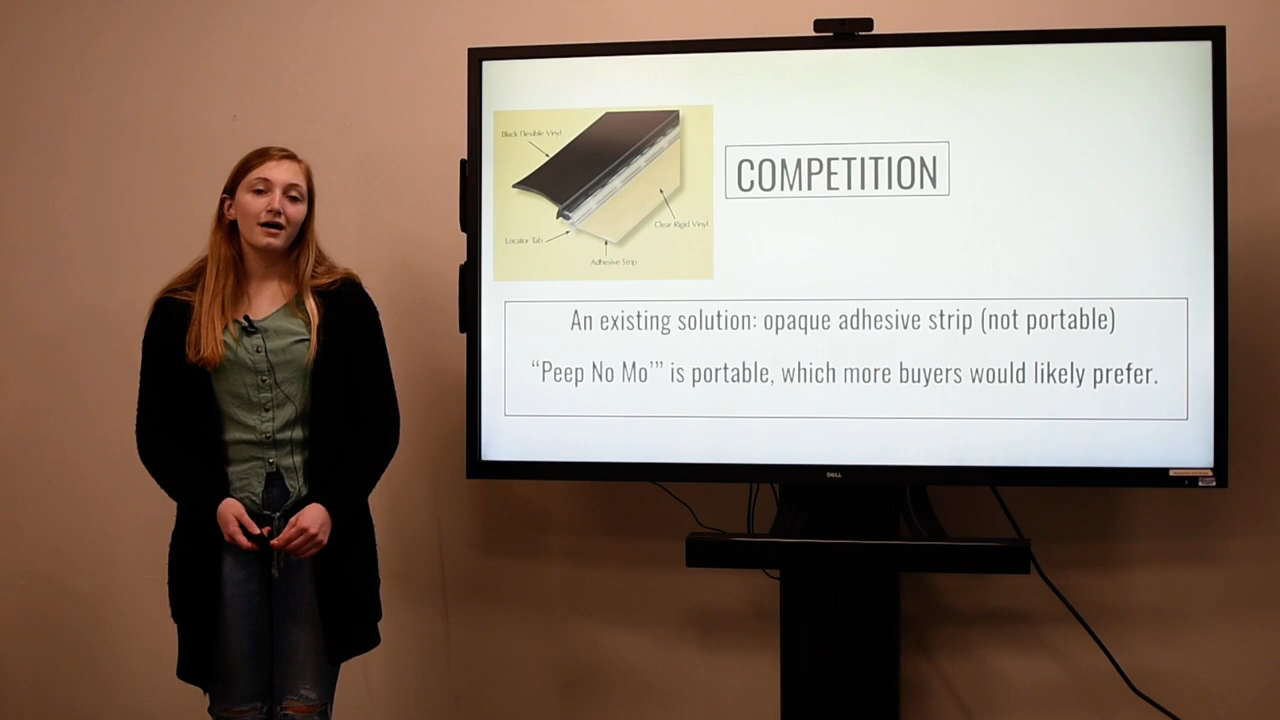 Black Flexible Vinyl
COMPETITION
Clear Rigid Vinyl
Locator Tab
Adhesive Strip
An existing solution: opaque adhesive strip (not portable)
“Peep No Mo’” is portable, which more buyers would likely prefer.
DELL